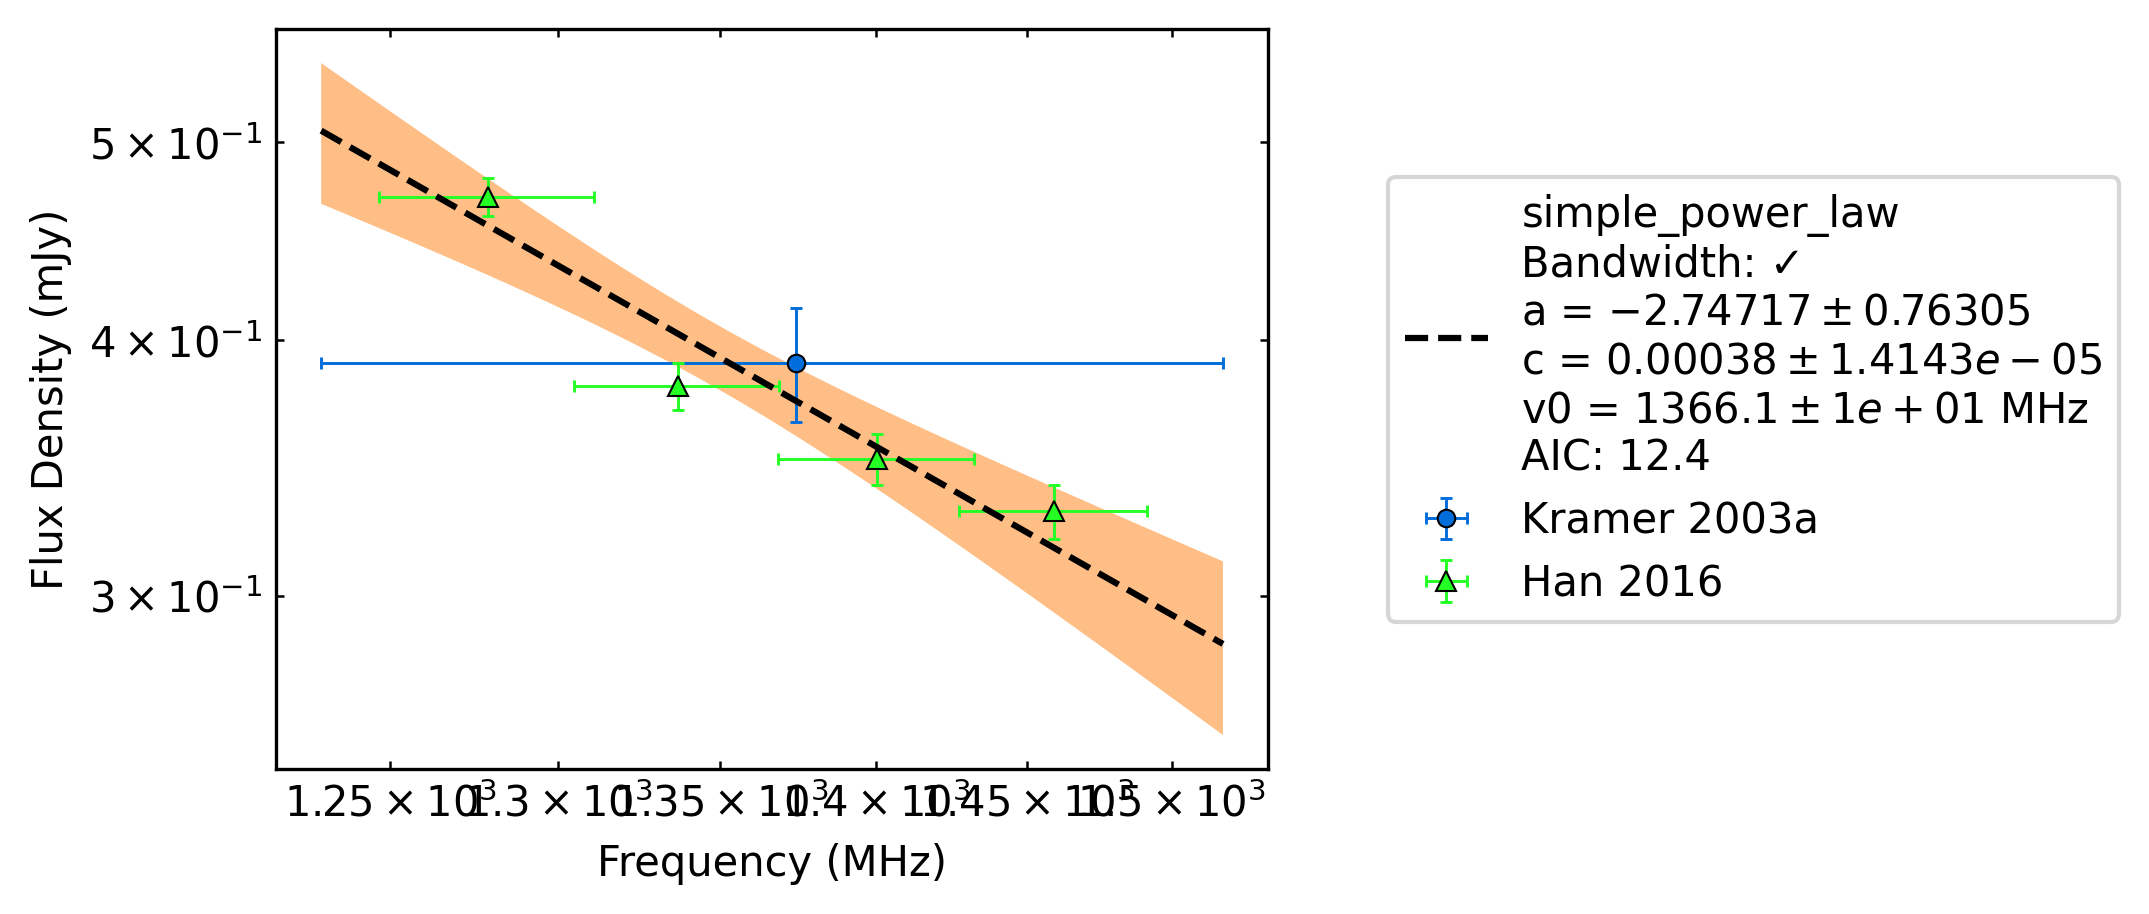 Flux Density (mJy)
5 × 10⁻¹
4 × 10⁻¹
3 × 10⁻¹
1.25 × 10³ 1.3 × 10³ 1.35 × 10³ 1.4 × 10³ 1.45 × 10³ 1.5 × 10³
Frequency (MHz)
simple_power_law
Bandwidth: ✓
a = −2.74717 ± 0.76305
c = 0.00038 ± 1.4143e − 05
v0 = 1366.1 ± 1e + 01 MHz
AIC: 12.4
Kramer 2003a
Han 2016